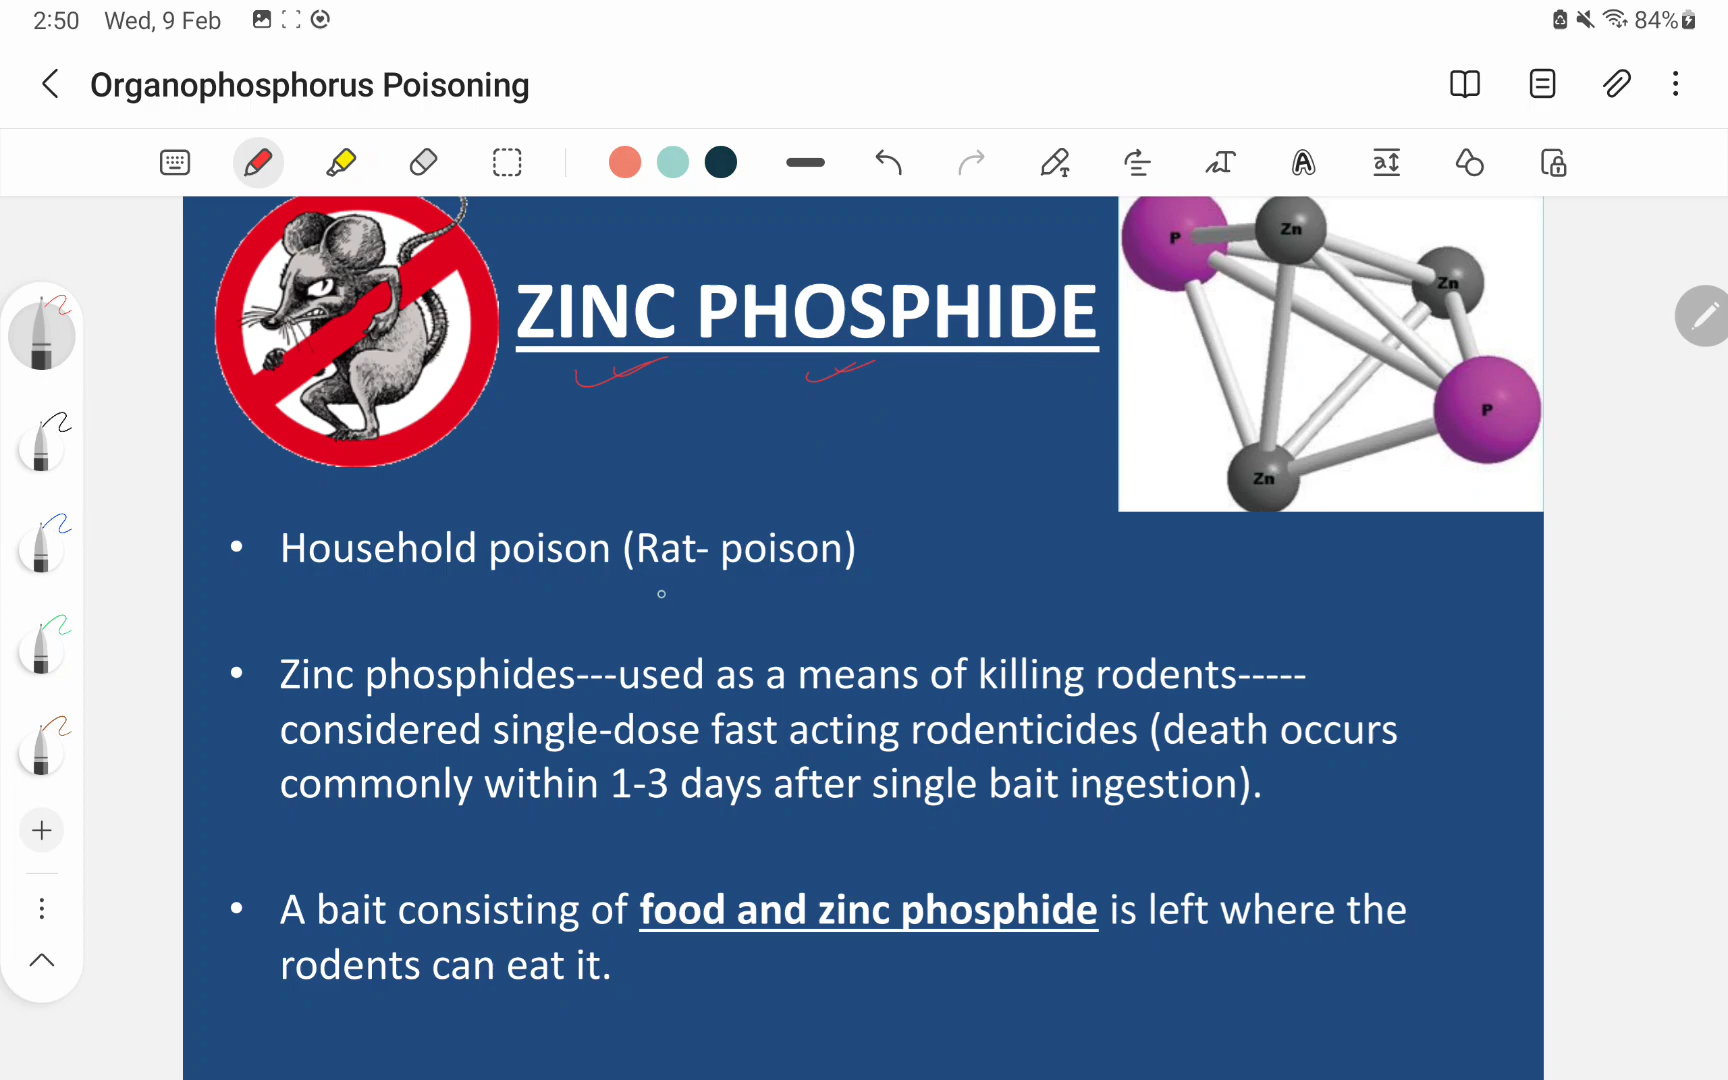 2:50 Wed, 9 Feb 84%
Organophosphorus Poisoning
ZINC PHOSPHIDE
P Zn
Zn
P
Zn
• Household poison (Rat- poison)
• Zinc phosphides---used as a means of killing rodents-----
considered single-dose fast acting rodenticides (death occurs
commonly within 1-3 days after single bait ingestion).
• A bait consisting of food and zinc phosphide is left where the
rodents can eat it.